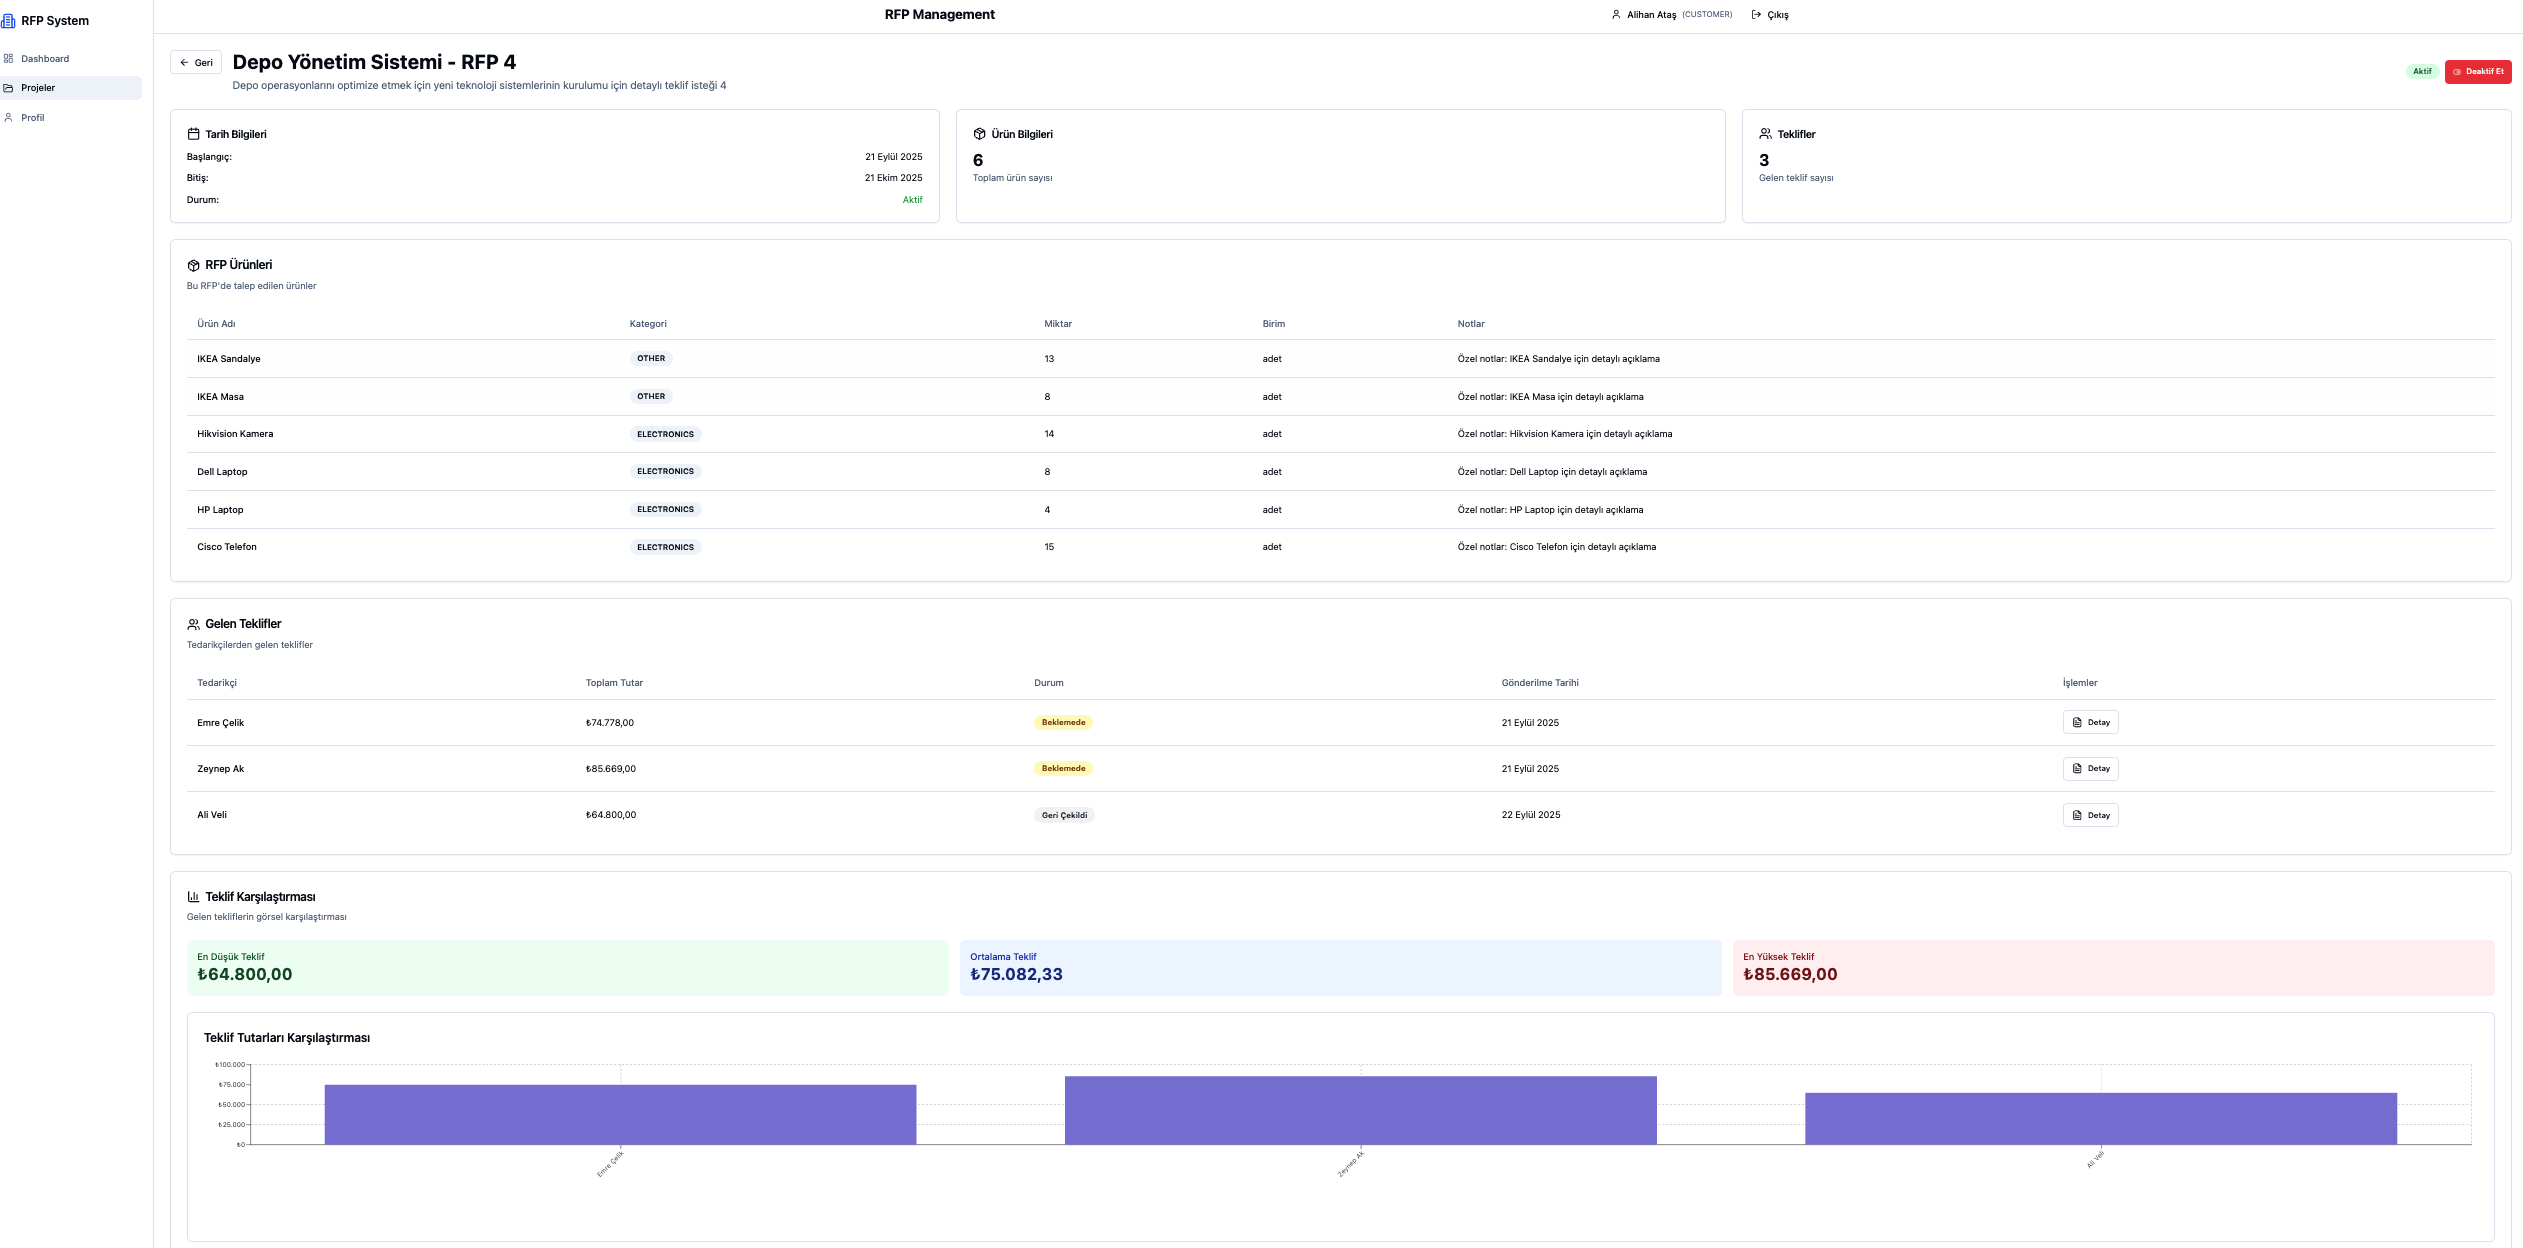 RFP System
RFP Management
Alihan Ataş (CUSTOMER) Çıkış
Dashboard
Projeler
Profil
Geri
Depo Yönetim Sistemi - RFP 4
Depo operasyonlarını optimize etmek için yeni teknoloji sistemlerinin kurulumu için detaylı teklif isteği 4
Aktif
Deaktif Et
Tarih Bilgileri
Başlangıç: 21 Eylül 2025
Bitiş: 21 Ekim 2025
Durum: Aktif
Ürün Bilgileri
6
Toplam ürün sayısı
Teklifler
3
Gelen teklif sayısı
RFP Ürünleri
Bu RFP'de talep edilen ürünler
Ürün Adı Kategori Miktar Birim Notlar
IKEA Sandalye OTHER 13 adet Özel notlar: IKEA Sandalye için detaylı açıklama
IKEA Masa OTHER 8 adet Özel notlar: IKEA Masa için detaylı açıklama
Hikvision Kamera ELECTRONICS 14 adet Özel notlar: Hikvision Kamera için detaylı açıklama
Dell Laptop ELECTRONICS 8 adet Özel notlar: Dell Laptop için detaylı açıklama
HP Laptop ELECTRONICS 4 adet Özel notlar: HP Laptop için detaylı açıklama
Cisco Telefon ELECTRONICS 15 adet Özel notlar: Cisco Telefon için detaylı açıklama
Gelen Teklifler
Tedarikçilerden gelen teklifler
Tedarikçi Toplam Tutar Durum Gönderilme Tarihi İşlemler
Emre Çelik ₺74.778,00 Beklemede 21 Eylül 2025 Detay
Zeynep Ak ₺85.669,00 Beklemede 21 Eylül 2025 Detay
Ali Veli ₺64.800,00 Geri Çekildi 22 Eylül 2025 Detay
Teklif Karşılaştırması
Gelen tekliflerin görsel karşılaştırması
En Düşük Teklif
₺64.800,00
Ortalama Teklif
₺75.082,33
En Yüksek Teklif
₺85.669,00
Teklif Tutarları Karşılaştırması
₺100.000
₺75.000
₺50.000
₺25.000
₺0
Emre Çelik
Zeynep Ak
Ali Veli